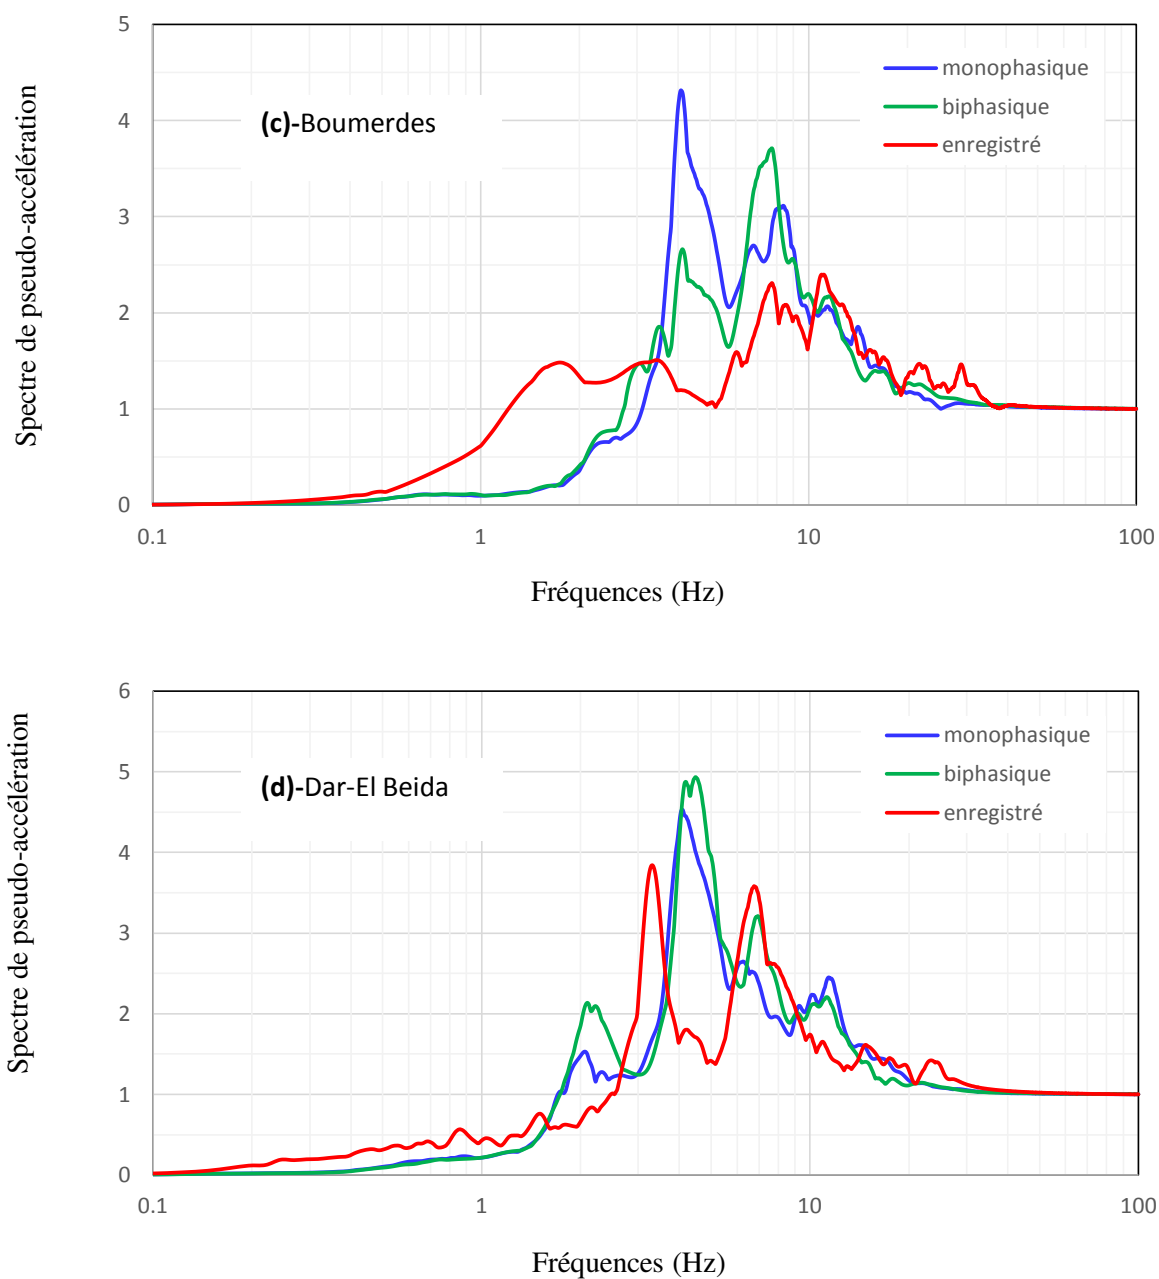 5
4
3
2
1
0
Spectre de pseudo-accélération
(c)-Boumerdes
monophasique
biphasique
enregistré
0.1
1
10
100
Fréquences (Hz)
6
5
4
3
2
1
0
Spectre de pseudo-accélération
(d)-Dar-El Beida
monophasique
biphasique
enregistré
0.1
1
10
100
Fréquences (Hz)